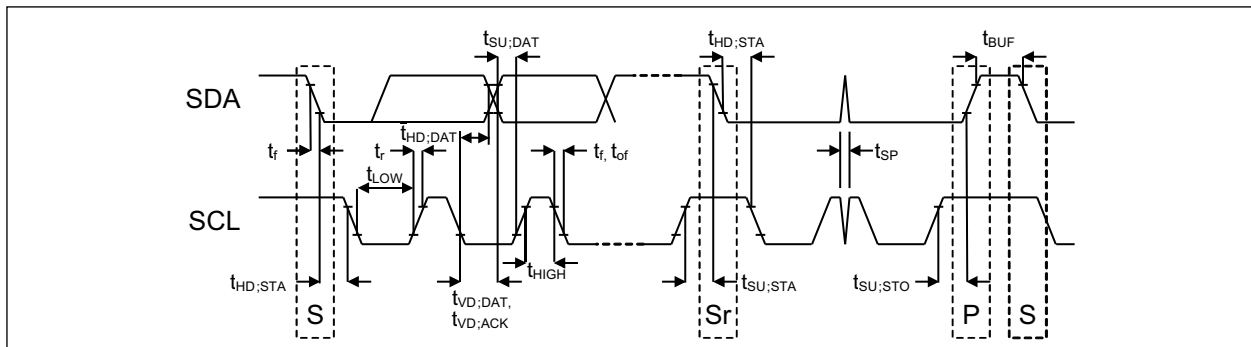 tSU;DAT
tHD;STA
tBUF
SDA
tHD;DAT
tf
tr
tLOW
tf, tof
tSP
SCL
tHD;STA
tVD;DAT,
tVD;ACK
tHIGH
tSU;STA
tSU;STO
S
Sr
P
S